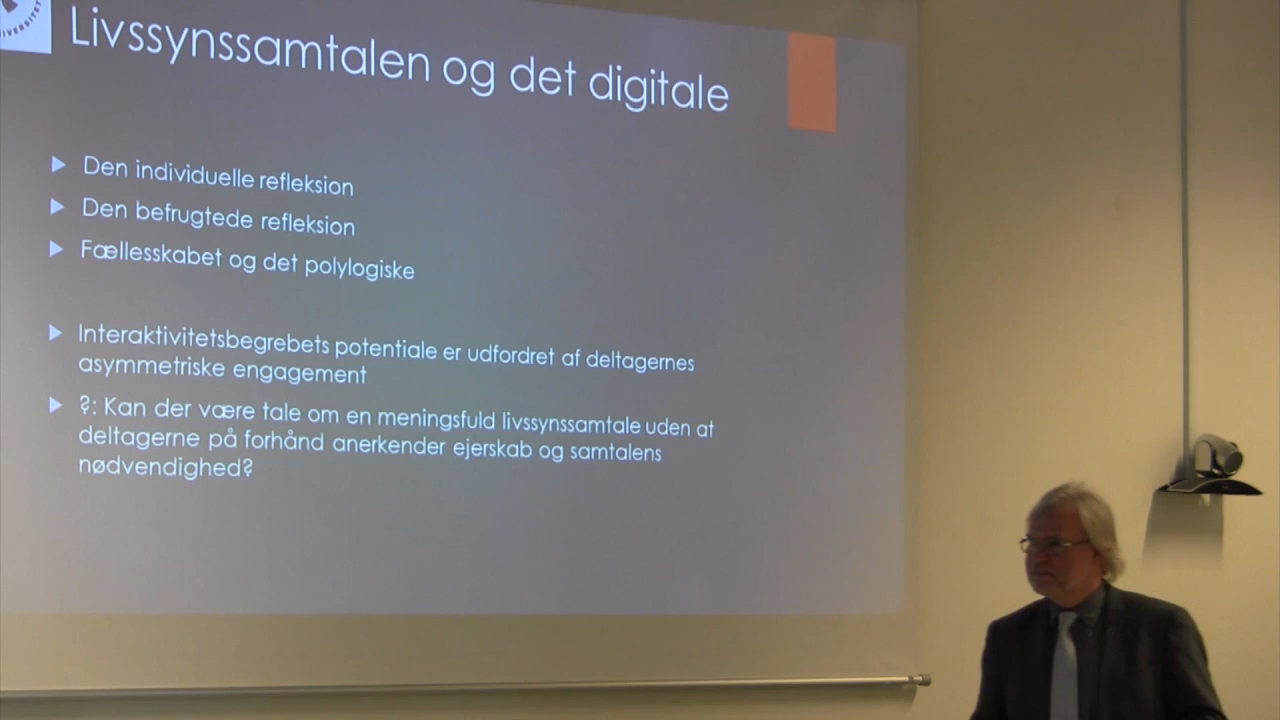 Livssynssamtalen og det digitale
Den individuelle refleksion
Den befrugtede refleksion
Fællesskabet og det polylogiske
Interaktivitetsbegrebets potentiale er udfordret af deltagernes
asymmetriske engagement
?: Kan der være tale om en meningsfuld livssynssamtale uden at
deltagerne på forhånd anerkender ejerskab og samtalens
nødvendighed?